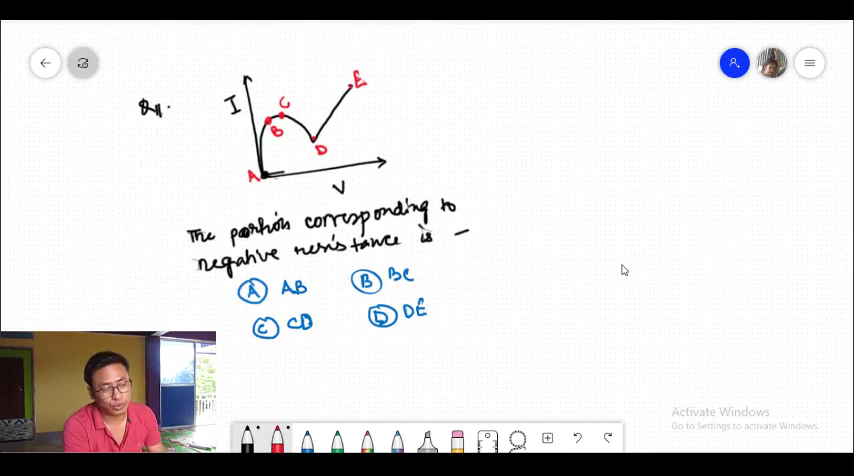 Q.
I
A
B
C
D
E
V
The portion corresponding to
negative resistance is —
(A) AB (B) BC
(C) CD (D) DE
Activate Windows
Go to Settings to activate Windows.